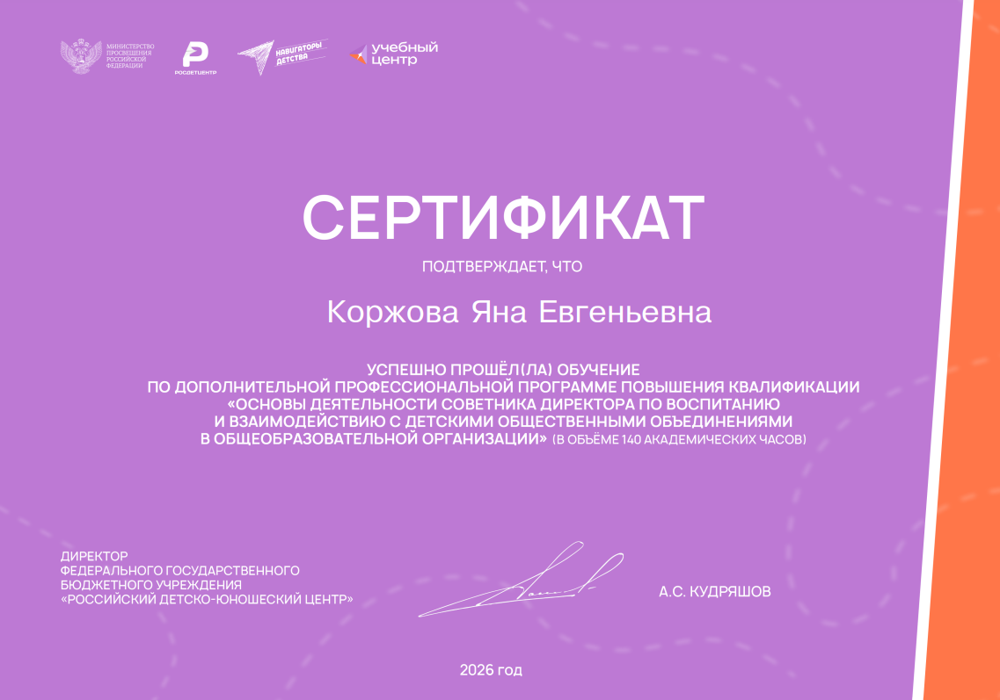 МИНИСТЕРСТВО
ПРОСВЕЩЕНИЯ
РОССИЙСКОЙ
ФЕДЕРАЦИИ
РОСДЕТЦЕНТР
НАВИГАТОРЫ
ДЕТСТВА
учебный
центр
СЕРТИФИКАТ
ПОДТВЕРЖДАЕТ, ЧТО
Коржова Яна Евгеньевна
УСПЕШНО ПРОШЁЛ(ЛА) ОБУЧЕНИЕ
ПО ДОПОЛНИТЕЛЬНОЙ ПРОФЕССИОНАЛЬНОЙ ПРОГРАММЕ ПОВЫШЕНИЯ КВАЛИФИКАЦИИ
«ОСНОВЫ ДЕЯТЕЛЬНОСТИ СОВЕТНИКА ДИРЕКТОРА ПО ВОСПИТАНИЮ
И ВЗАИМОДЕЙСТВИЮ С ДЕТСКИМИ ОБЩЕСТВЕННЫМИ ОБЪЕДИНЕНИЯМИ
В ОБЩЕОБРАЗОВАТЕЛЬНОЙ ОРГАНИЗАЦИИ» (В ОБЪЁМЕ 140 АКАДЕМИЧЕСКИХ ЧАСОВ)
ДИРЕКТОР
ФЕДЕРАЛЬНОГО ГОСУДАРСТВЕННОГО
БЮДЖЕТНОГО УЧРЕЖДЕНИЯ
«РОССИЙСКИЙ ДЕТСКО-ЮНОШЕСКИЙ ЦЕНТР»
А.С. КУДРЯШОВ
2026 год